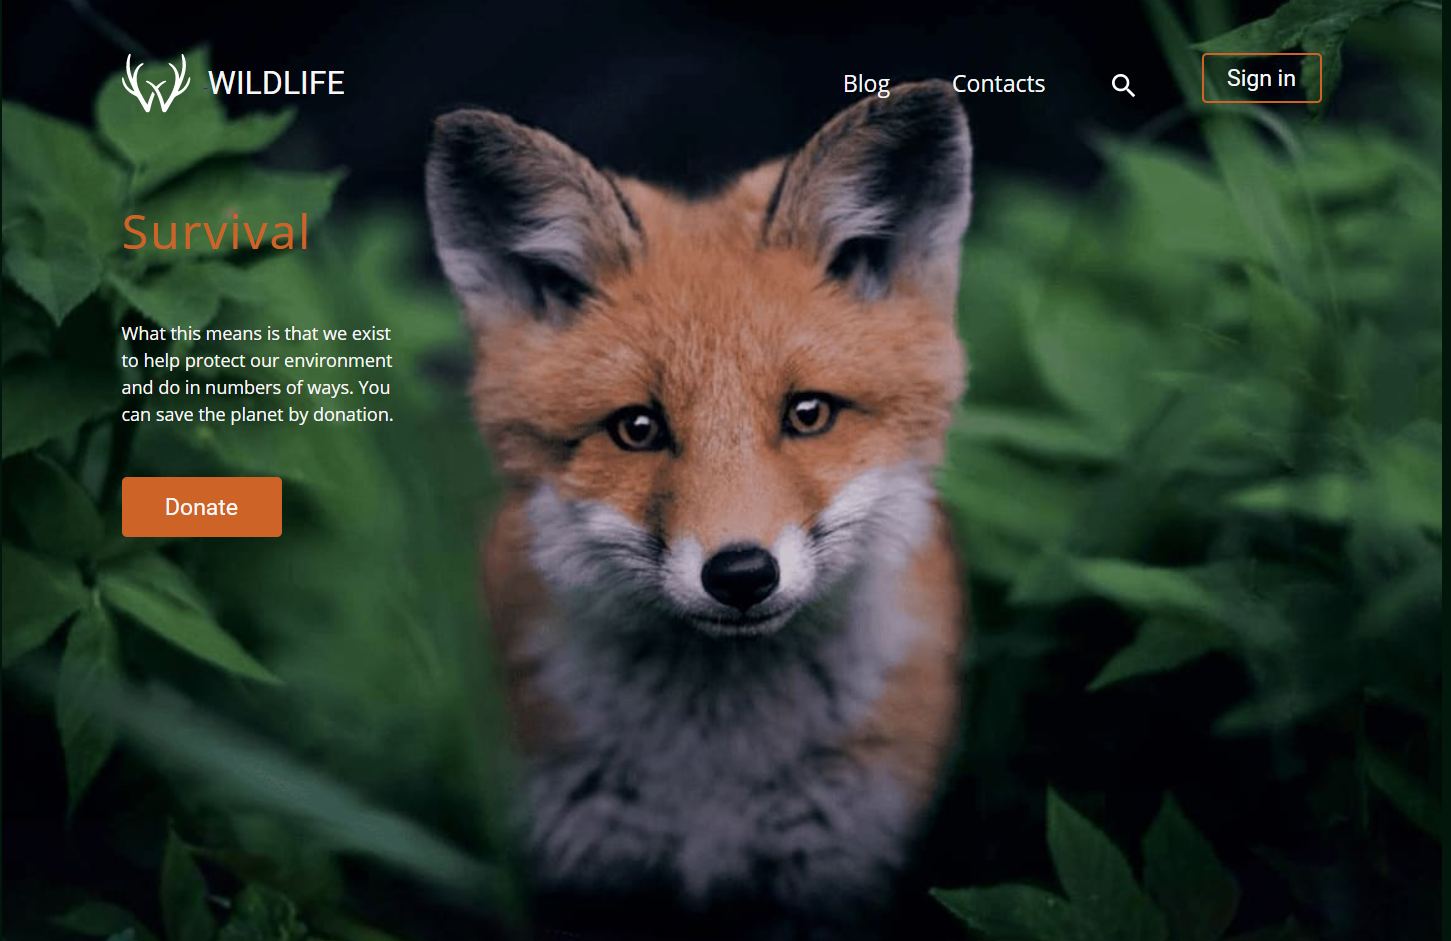 WILDLIFE
Blog
Contacts
Sign in
Survival
What this means is that we exist
to help protect our environment
and do in numbers of ways. You
can save the planet by donation.
Donate